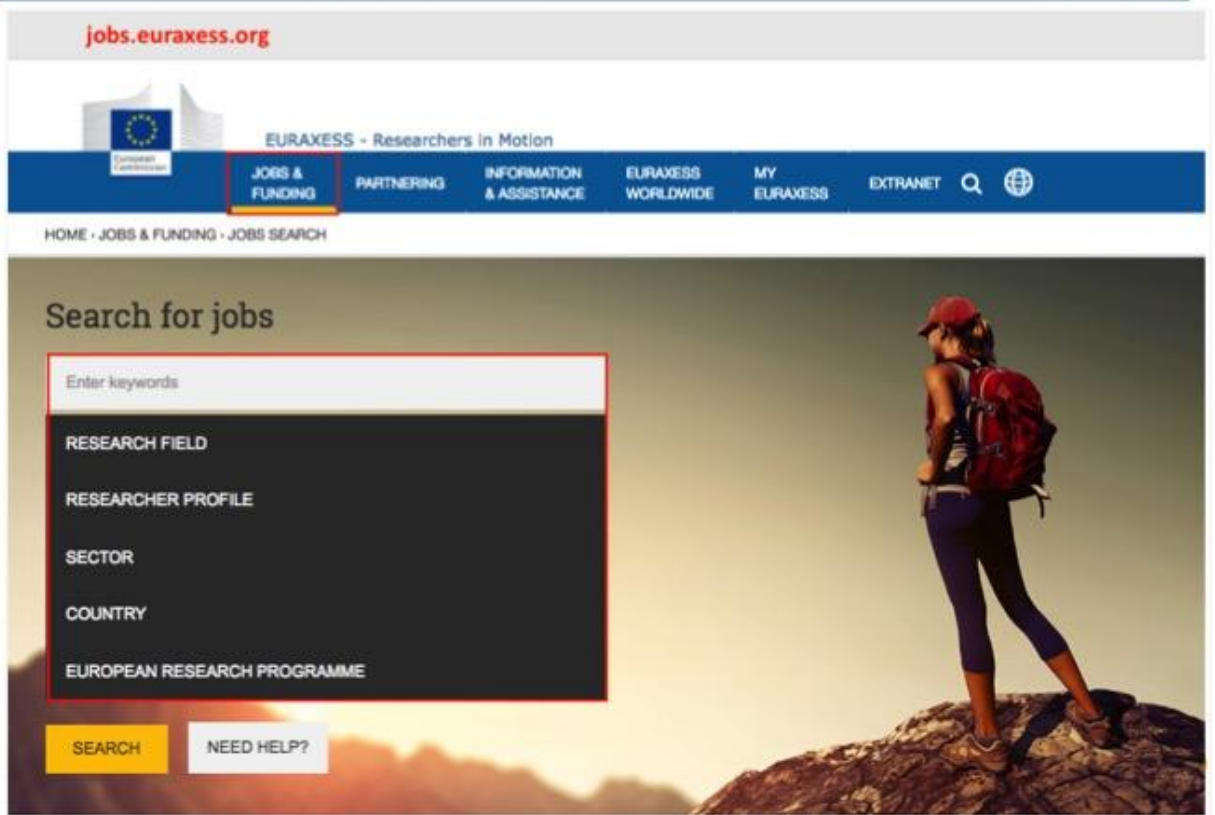 jobs.euraxess.org
EURAXESS - Researchers in Motion
European
Commission
JOBS &
FUNDING
PARTNERING
INFORMATION
& ASSISTANCE
EURAXESS
WORLDWIDE
MY
EURAXESS
EXTRANET
HOME › JOBS & FUNDING › JOBS SEARCH
Search for jobs
Enter keywords
RESEARCH FIELD
RESEARCHER PROFILE
SECTOR
COUNTRY
EUROPEAN RESEARCH PROGRAMME
SEARCH
NEED HELP?